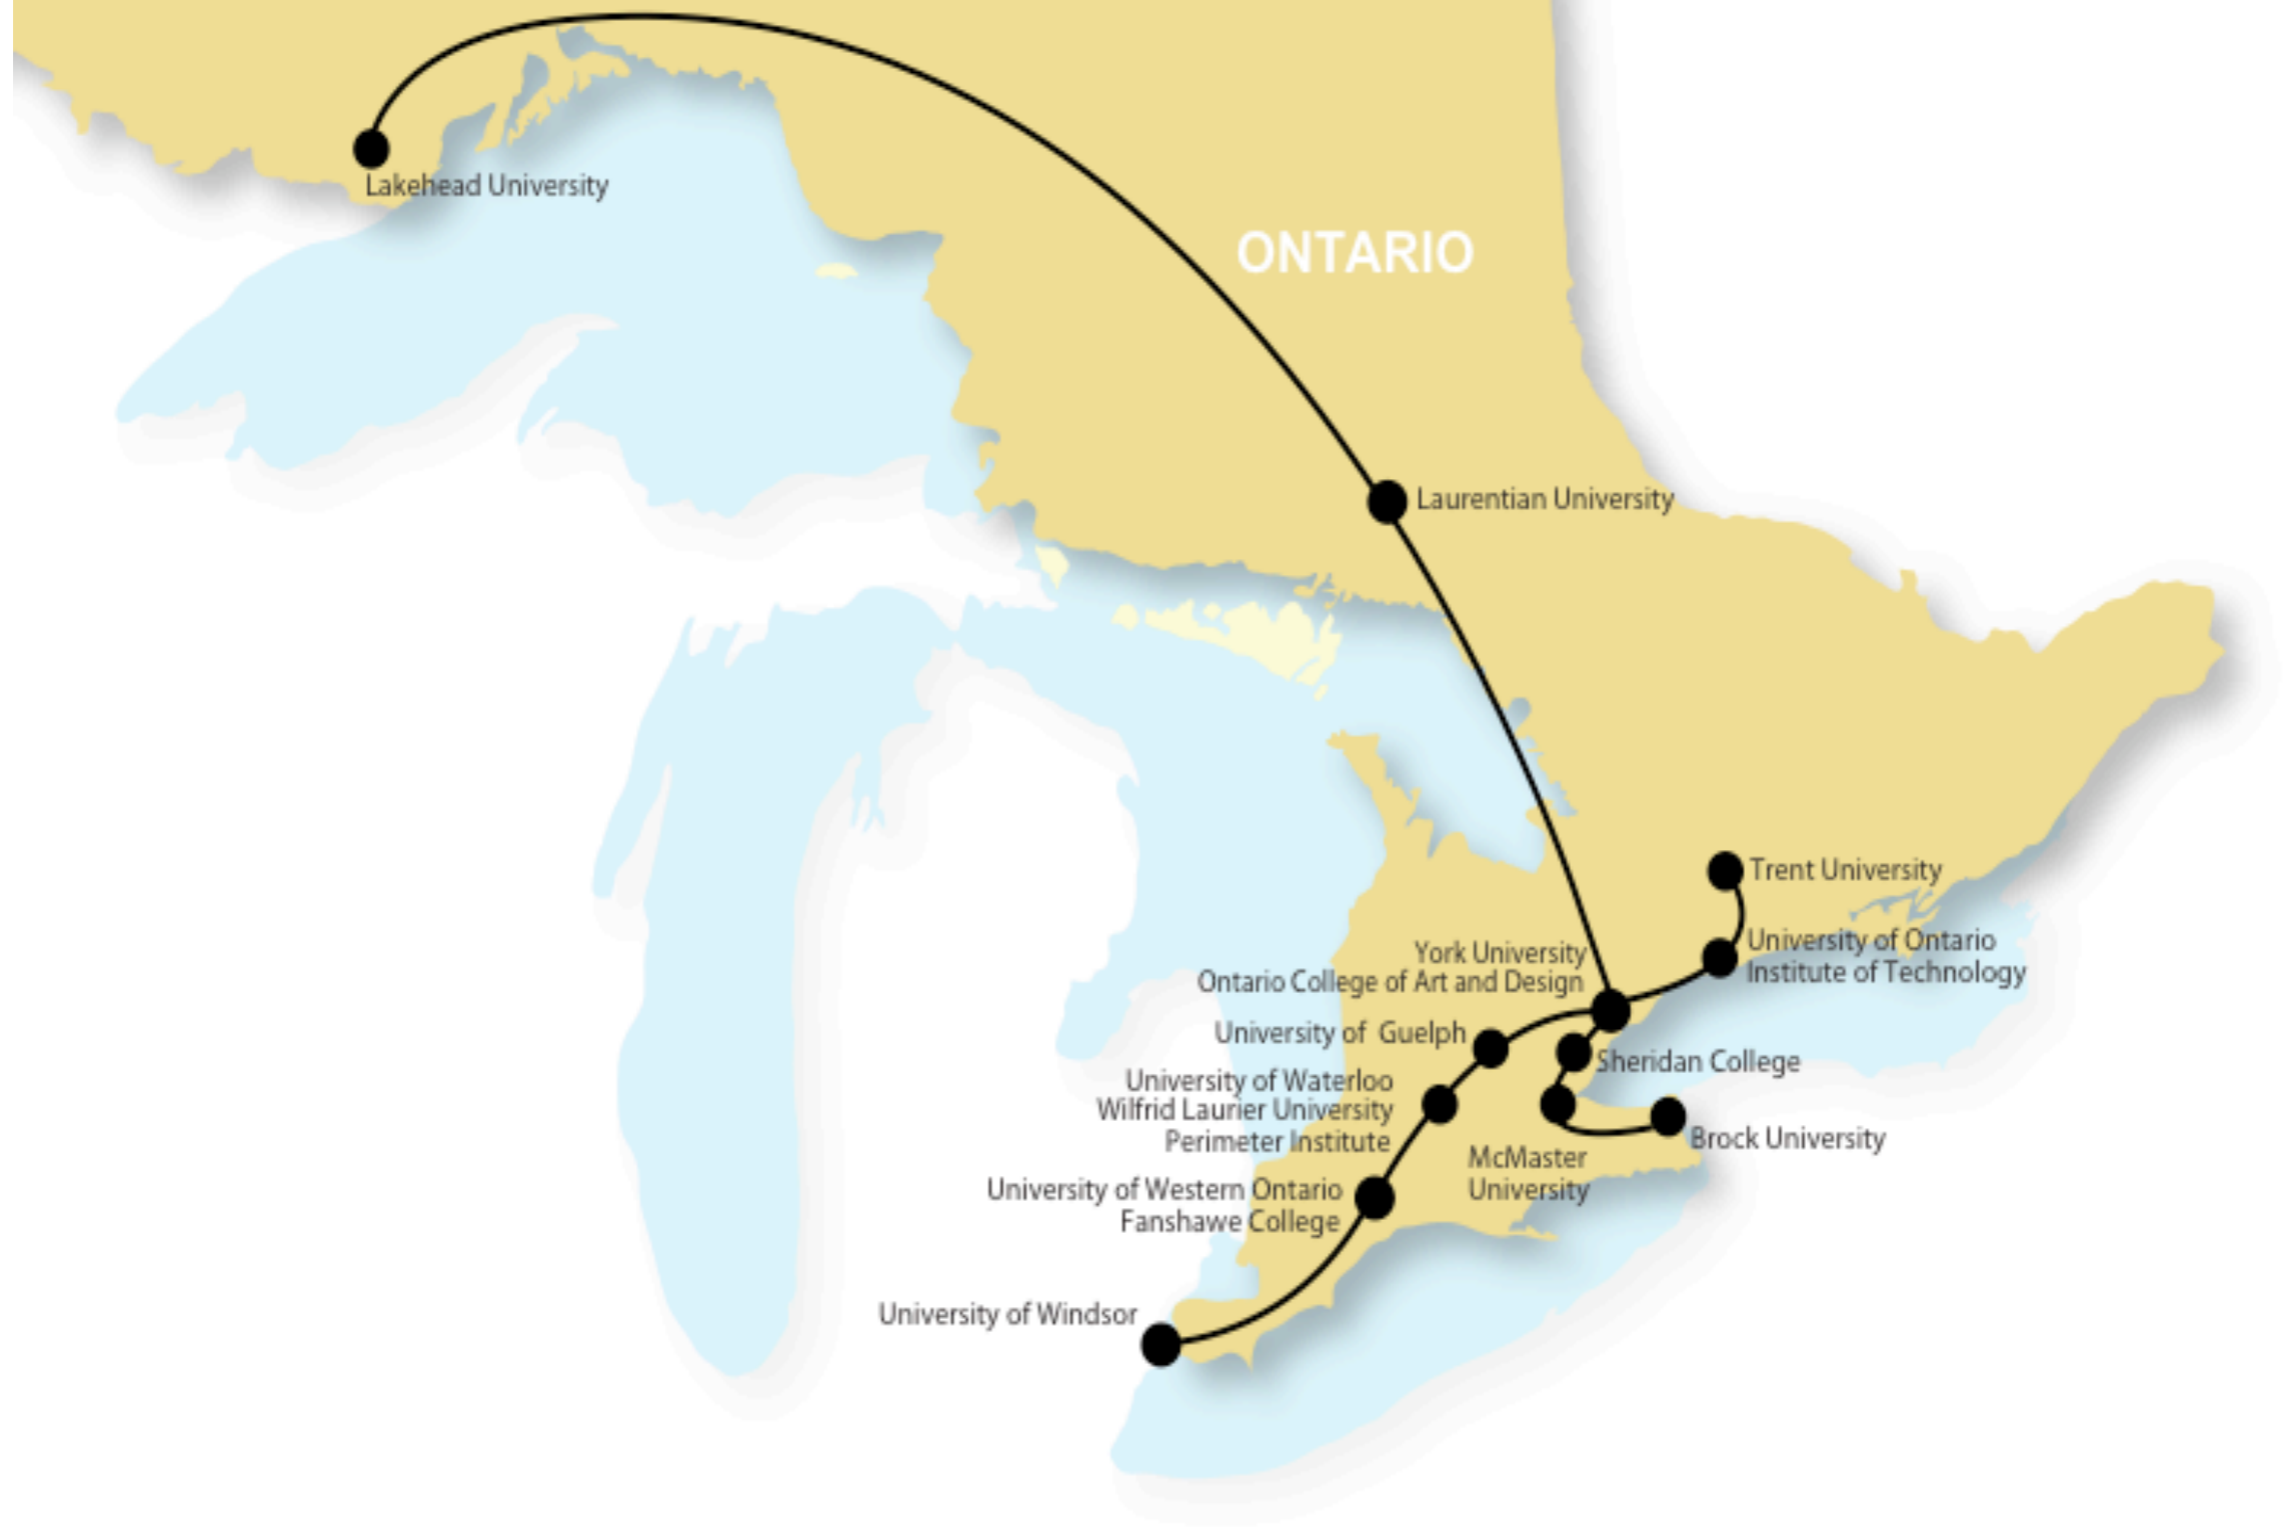 Lakehead University
ONTARIO
Laurentian University
Trent University
York University
Ontario College of Art and Design
University of Ontario
Institute of Technology
University of Guelph
Sheridan College
University of Waterloo
Wilfrid Laurier University
Perimeter Institute
Brock University
McMaster
University
University of Western Ontario
Fanshawe College
University of Windsor